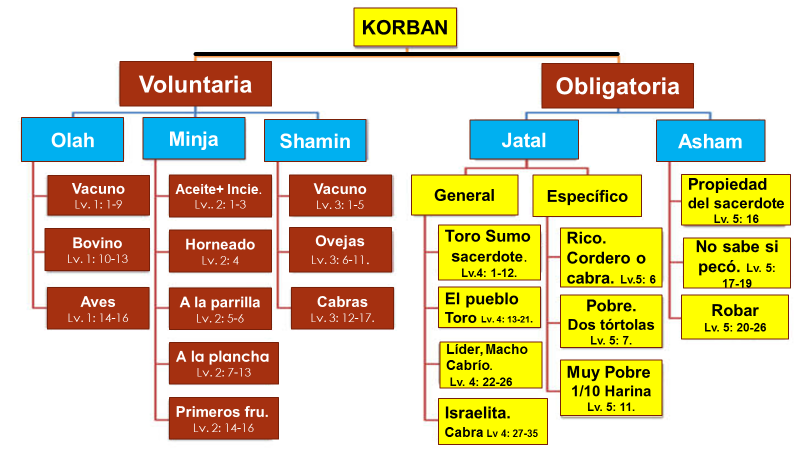 KORBAN
Voluntaria
Obligatoria
Olah
Minja
Shamin
Jatal
Asham
Vacuno
Lv. 1: 1-9
Bovino
Lv. 1: 10-13
Aves
Lv. 1: 14-16
Aceite+ Incie.
Lv.. 2: 1-3
Horneado
Lv. 2: 4
A la parrilla
Lv. 2: 5-6
A la plancha
Lv. 2: 7-13
Primeros fru.
Lv. 2: 14-16
Vacuno
Lv. 3: 1-5
Ovejas
Lv. 3: 6-11.
Cabras
Lv. 3: 12-17.
General
Toro Sumo
sacerdote.
Lv.4: 1-12.
El pueblo
Toro Lv. 4: 13-21.
Líder, Macho
Cabrío.
Lv. 4: 22-26
Israelita.
Cabra Lv 4: 27-35
Específico
Rico.
Cordero o
cabra. Lv.5: 6
Pobre.
Dos tórtolas
Lv. 5: 7.
Muy Pobre
1/10 Harina
Lv. 5: 11.
Propiedad
del sacerdote
Lv. 5: 16
No sabe si
pecó. Lv. 5:
17-19
Robar
Lv. 5: 20-26